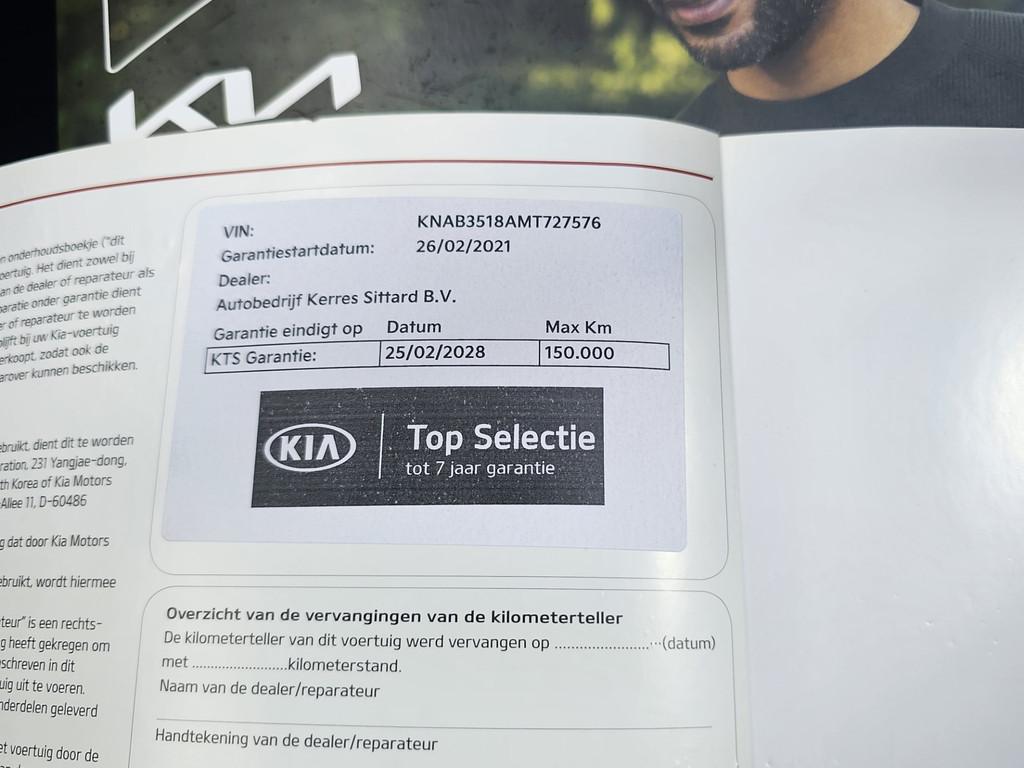 KIA
n onderhoudsboekje ("dit
oertuig. Het dient zowel bij
an de dealer of reparateur als
paratie onder garantie dient
er of reparateur te worden
blijft bij uw Kia-voertuig
erkoopt, zodat ook de
arover kunnen beschikken.
ebruikt, dient dit te worden
ration, 231 Yangjae-dong,
th Korea of Kia Motors
-Allee 11, D-60486
g dat door Kia Motors
ebruikt, wordt hiermee
teur" is een rechts-
g heeft gekregen om
schreven in dit
uig uit te voeren.
nderdelen geleverd
et voertuig door de
VIN: KNAB3518AMT727576
Garantiestartdatum: 26/02/2021
Dealer:
Autobedrijf Kerres Sittard B.V.
Garantie eindigt op Datum Max Km
KTS Garantie: 25/02/2028 150.000
KIA Top Selectie
tot 7 jaar garantie
Overzicht van de vervangingen van de kilometerteller
De kilometerteller van dit voertuig werd vervangen op .........................(datum)
met .........................kilometerstand.
Naam van de dealer/reparateur
Handtekening van de dealer/reparateur